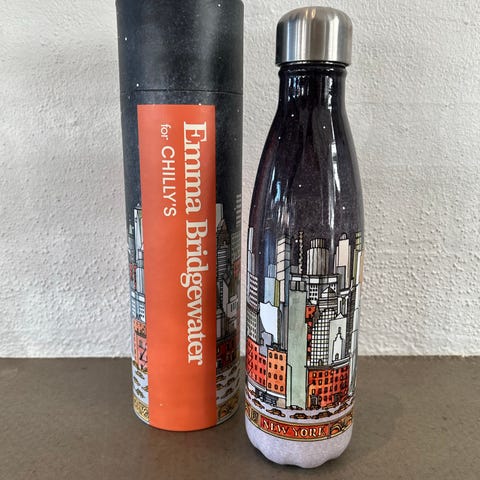 Emma Bridgewater
for CHILLY'S
NEW YORK